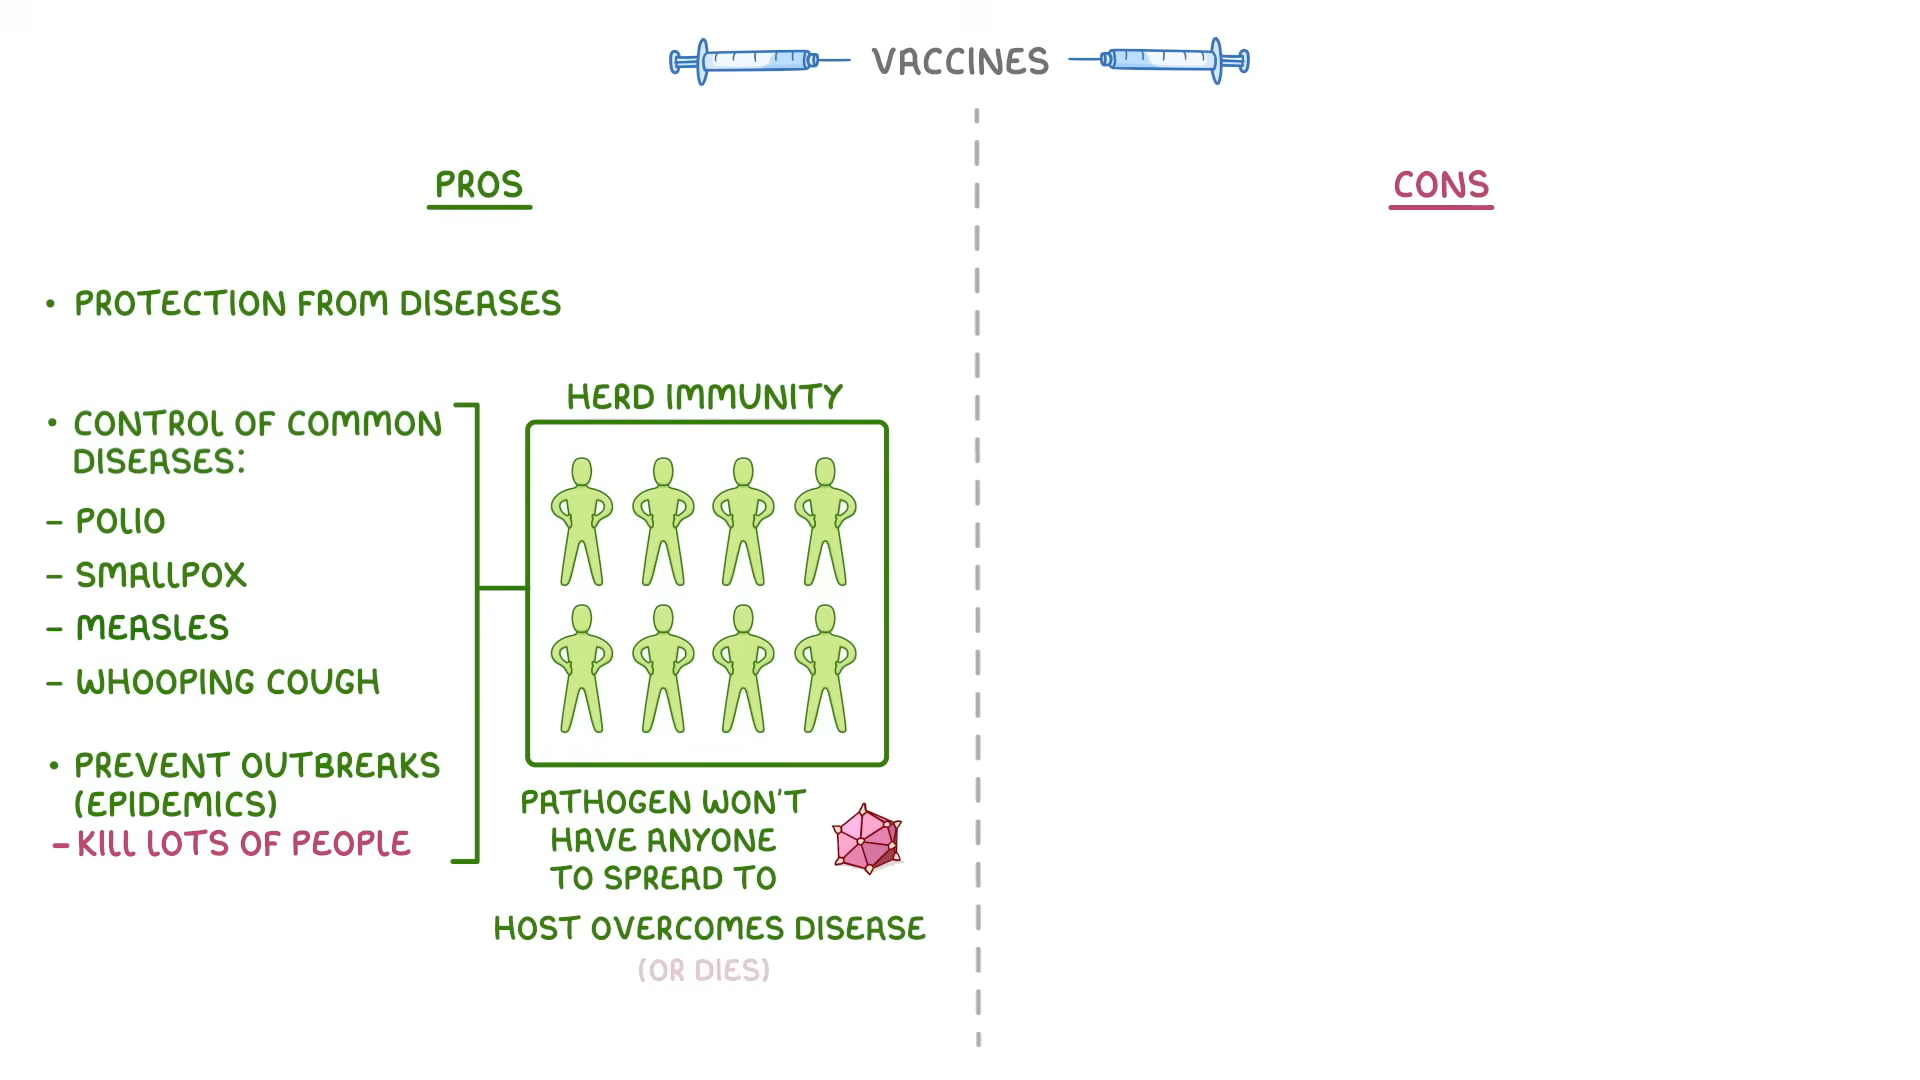 VACCINES
PROS
• PROTECTION FROM DISEASES
• CONTROL OF COMMON
DISEASES:
– POLIO
– SMALLPOX
– MEASLES
– WHOOPING COUGH
• PREVENT OUTBREAKS
(EPIDEMICS)
– KILL LOTS OF PEOPLE
HERD IMMUNITY
PATHOGEN WON'T
HAVE ANYONE
TO SPREAD TO
HOST OVERCOMES DISEASE
(OR DIES)
CONS